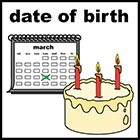 date of birth
march